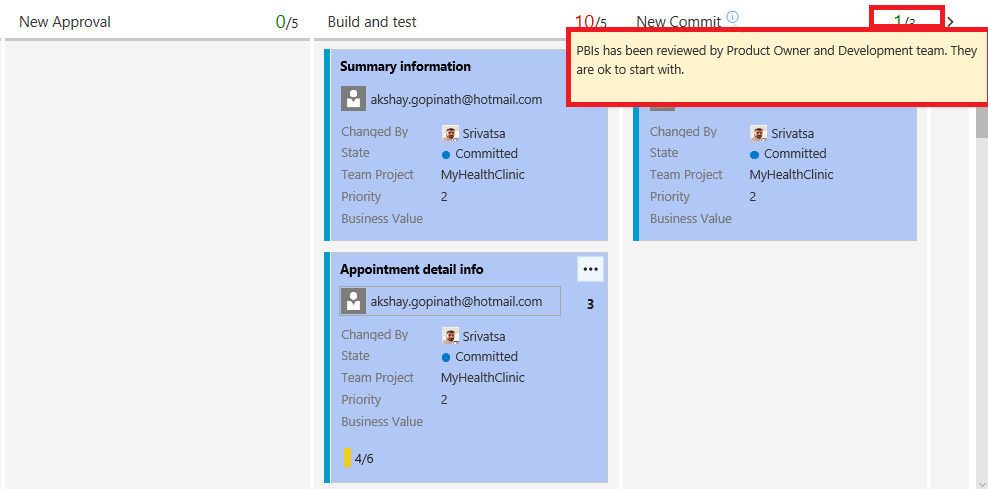 New Approval
0/5
Build and test
10/5
New Commit
1/3
PBIs has been reviewed by Product Owner and Development team. They
are ok to start with.
Summary information
akshay.gopinath@hotmail.com
Changed By Srivatsa
State Committed
Team Project MyHealthClinic
Priority 2
Business Value
Appointment detail info
akshay.gopinath@hotmail.com
3
Changed By Srivatsa
State Committed
Team Project MyHealthClinic
Priority 2
Business Value
4/6
Changed By Srivatsa
State Committed
Team Project MyHealthClinic
Priority 2
Business Value